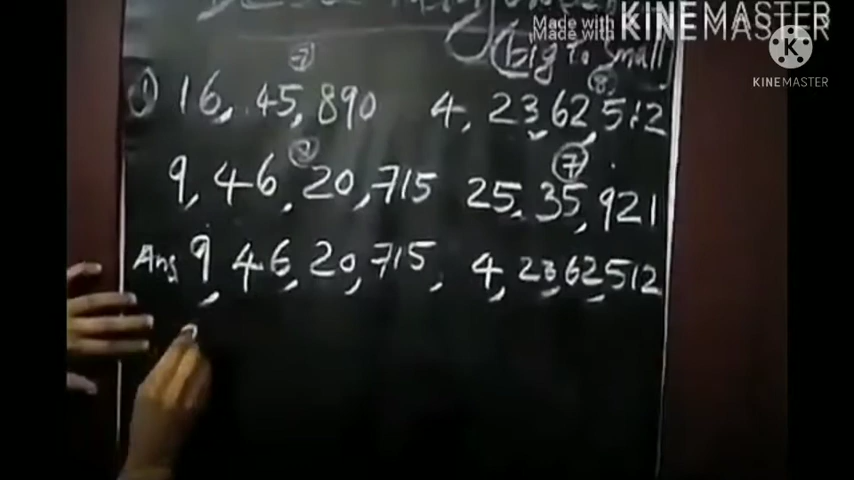 Made with KINEMASTER
Made with
KINEMASTER
(big to small
① 16, 45, 890 ⑦ 4, 23, 62, 512 ⑧
9, 46, 20, 715 25, 35, 921 ⑦
Ans 9, 46, 20, 715, 4, 23, 62, 512